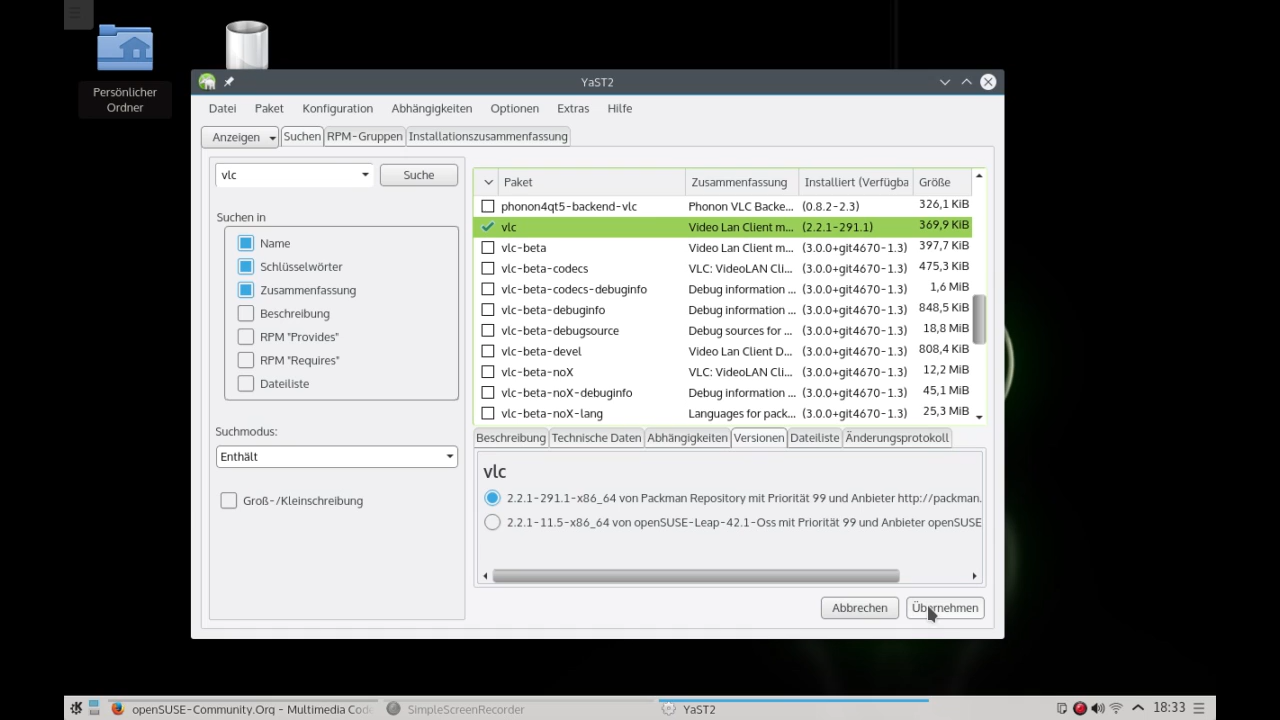 Persönlicher
Ordner
YaST2
Datei Paket Konfiguration Abhängigkeiten Optionen Extras Hilfe
Anzeigen Suchen RPM-Gruppen Installationszusammenfassung
vlc Suche
Suchen in
Name
Schlüsselwörter
Zusammenfassung
Beschreibung
RPM "Provides"
RPM "Requires"
Dateiliste
Suchmodus:
Enthält
Groß-/Kleinschreibung
Paket Zusammenfassung Installiert (Verfügba Größe
phonon4qt5-backend-vlc Phonon VLC Backe... (0.8.2-2.3) 326,1 KiB
vlc Video Lan Client m... (2.2.1-291.1) 369,9 KiB
vlc-beta Video Lan Client m... (3.0.0+git4670-1.3) 397,7 KiB
vlc-beta-codecs VLC: VideoLAN Cli... (3.0.0+git4670-1.3) 475,3 KiB
vlc-beta-codecs-debuginfo Debug information ... (3.0.0+git4670-1.3) 1,6 MiB
vlc-beta-debuginfo Debug information ... (3.0.0+git4670-1.3) 848,5 KiB
vlc-beta-debugsource Debug sources for ... (3.0.0+git4670-1.3) 18,8 MiB
vlc-beta-devel Video Lan Client D... (3.0.0+git4670-1.3) 808,4 KiB
vlc-beta-noX VLC: VideoLAN Cli... (3.0.0+git4670-1.3) 12,2 MiB
vlc-beta-noX-debuginfo Debug information ... (3.0.0+git4670-1.3) 45,1 MiB
vlc-beta-noX-lang Languages for pack... (3.0.0+git4670-1.3) 25,3 MiB
Beschreibung Technische Daten Abhängigkeiten Versionen Dateiliste Änderungsprotokoll
vlc
2.2.1-291.1-x86_64 von Packman Repository mit Priorität 99 und Anbieter http://packman.
2.2.1-11.5-x86_64 von openSUSE-Leap-42.1-Oss mit Priorität 99 und Anbieter openSUSE
Abbrechen Übernehmen
openSUSE-Community.Org - Multimedia Cod SimpleScreenRecorder YaST2 18:33